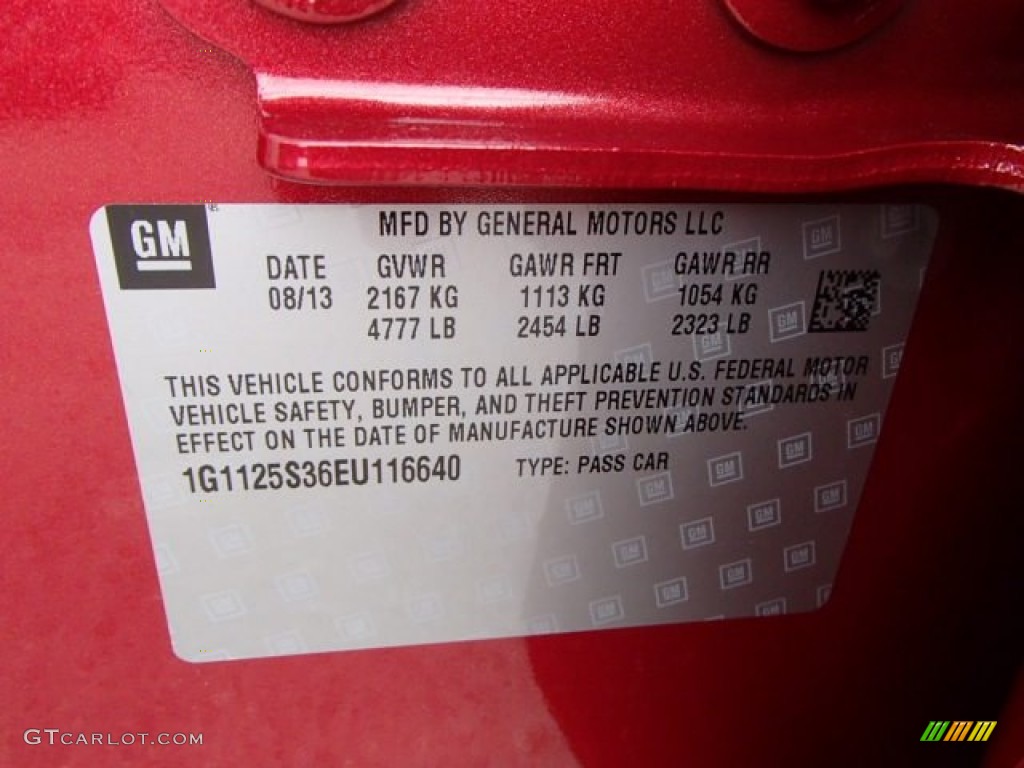 GM
MFD BY GENERAL MOTORS LLC
DATE GVWR GAWR FRT GAWR RR
08/13 2167 KG 1113 KG 1054 KG
4777 LB 2454 LB 2323 LB
THIS VEHICLE CONFORMS TO ALL APPLICABLE U.S. FEDERAL MOTOR
VEHICLE SAFETY, BUMPER, AND THEFT PREVENTION STANDARDS IN
EFFECT ON THE DATE OF MANUFACTURE SHOWN ABOVE.
1G1125S36EU116640 TYPE: PASS CAR
GTCARLOT.COM